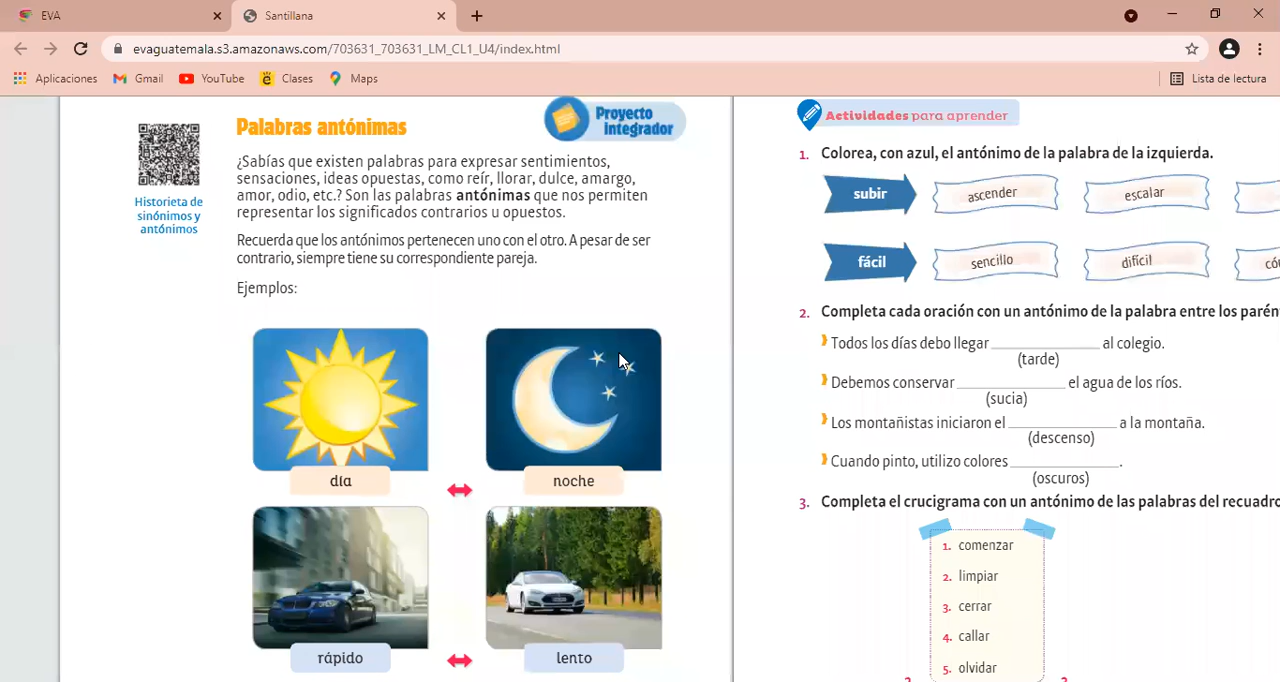 EVA
Santillana
evaguatemala.s3.amazonaws.com/703631_703631_LM_CL1_U4/index.html
Aplicaciones
Gmail
YouTube
Clases
Maps
Lista de lectura
Historieta de
sinónimos y
antónimos
Palabras antónimas
Proyecto
integrador
¿Sabías que existen palabras para expresar sentimientos,
sensaciones, ideas opuestas, como reír, llorar, dulce, amargo,
amor, odio, etc.? Son las palabras antónimas que nos permiten
representar los significados contrarios u opuestos.
Recuerda que los antónimos pertenecen uno con el otro. A pesar de ser
contrario, siempre tiene su correspondiente pareja.
Ejemplos:
día
noche
rápido
lento
Actividades para aprender
1. Colorea, con azul, el antónimo de la palabra de la izquierda.
subir
ascender
escalar
fácil
sencillo
difícil
có
2. Completa cada oración con un antónimo de la palabra entre los parén
Todos los días debo llegar ____________ al colegio.
(tarde)
Debemos conservar ____________ el agua de los ríos.
(sucia)
Los montañistas iniciaron el ____________ a la montaña.
(descenso)
Cuando pinto, utilizo colores ____________.
(oscuros)
3. Completa el crucigrama con un antónimo de las palabras del recuadro
1. comenzar
2. limpiar
3. cerrar
4. callar
5. olvidar